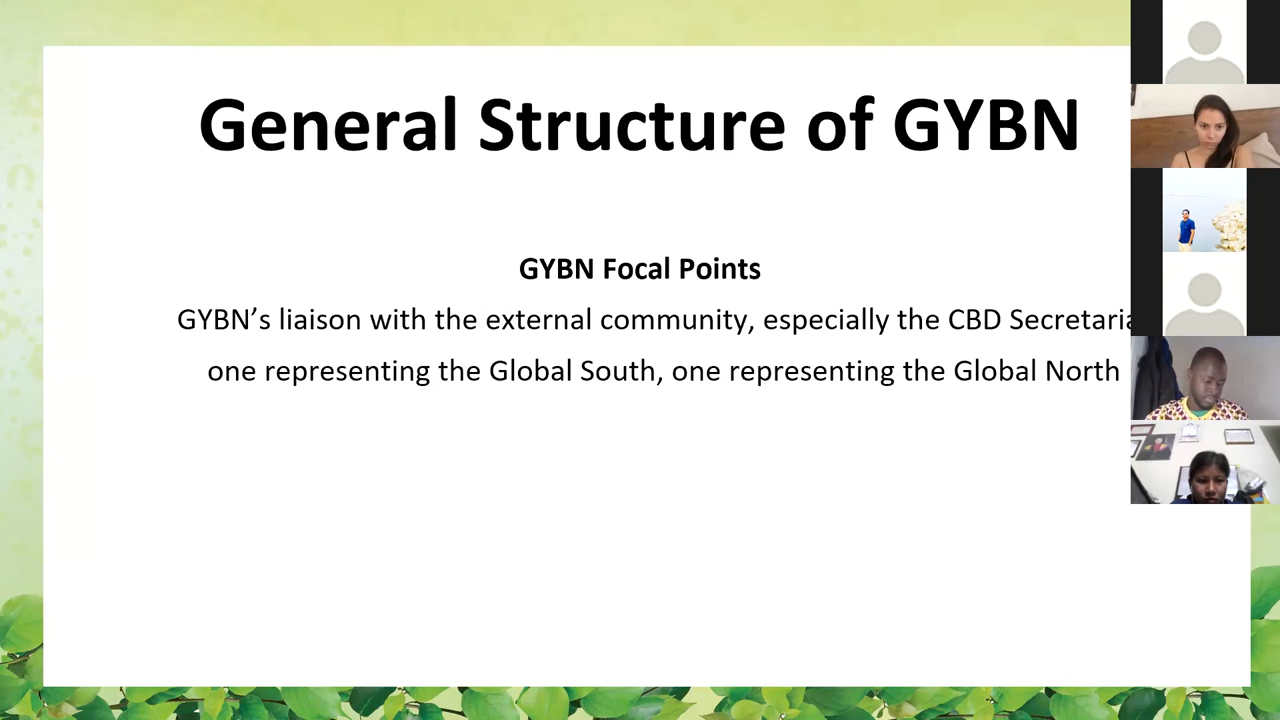 General Structure of GYBN
GYBN Focal Points
GYBN's liaison with the external community, especially the CBD
one representing the Global South, one representing the Global North